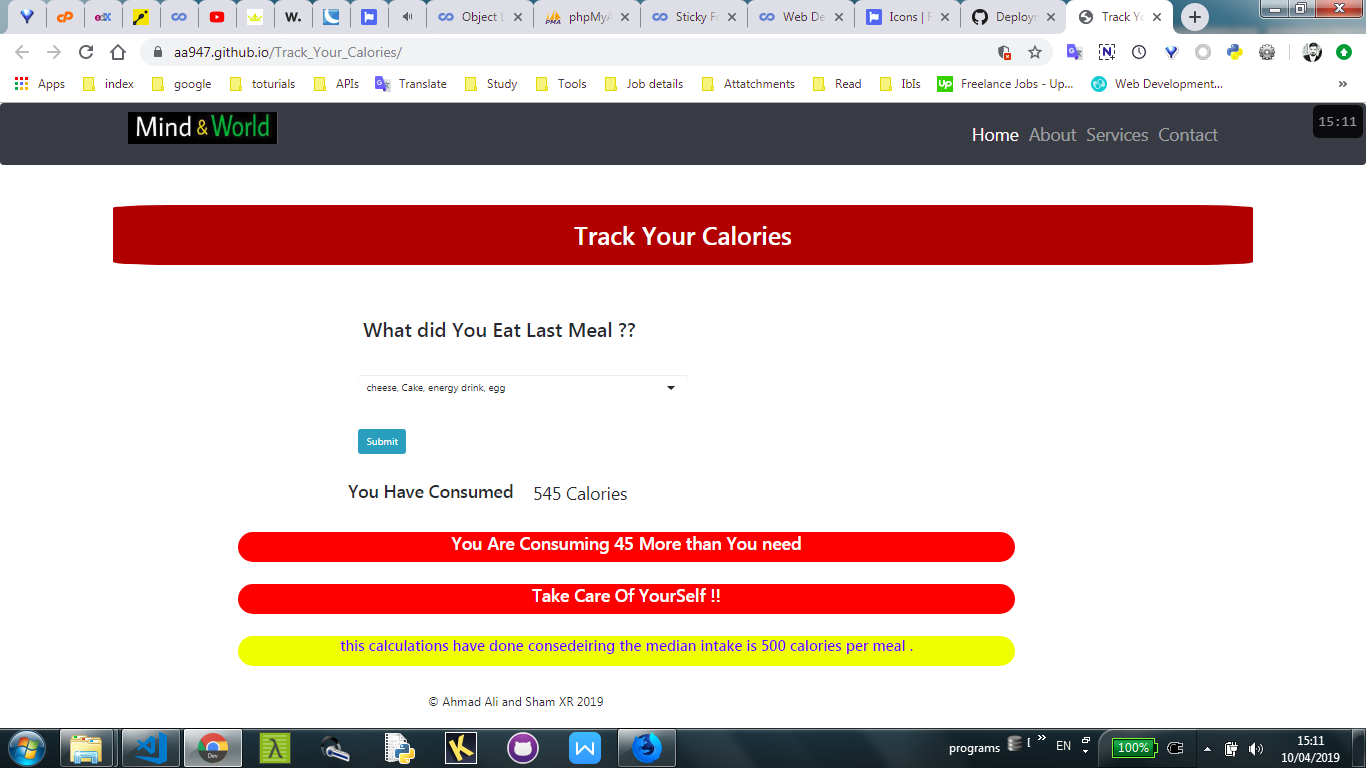 Object L
phpMyA
Sticky Fo
Web De
Icons | F
Deploym
Track Yo
aa947.github.io/Track_Your_Calories/
Apps index google toturials APIs Translate Study Tools Job details Attatchments Read IbIs Freelance Jobs - Up... Web Development... »
Mind & World
Home About Services Contact
15:11
Track Your Calories
What did You Eat Last Meal ??
cheese, Cake, energy drink, egg
Submit
You Have Consumed 545 Calories
You Are Consuming 45 More than You need
Take Care Of YourSelf !!
this calculations have done consedeiring the median intake is 500 calories per meal .
© Ahmad Ali and Sham XR 2019
programs » EN 100% 15:11
10/04/2019